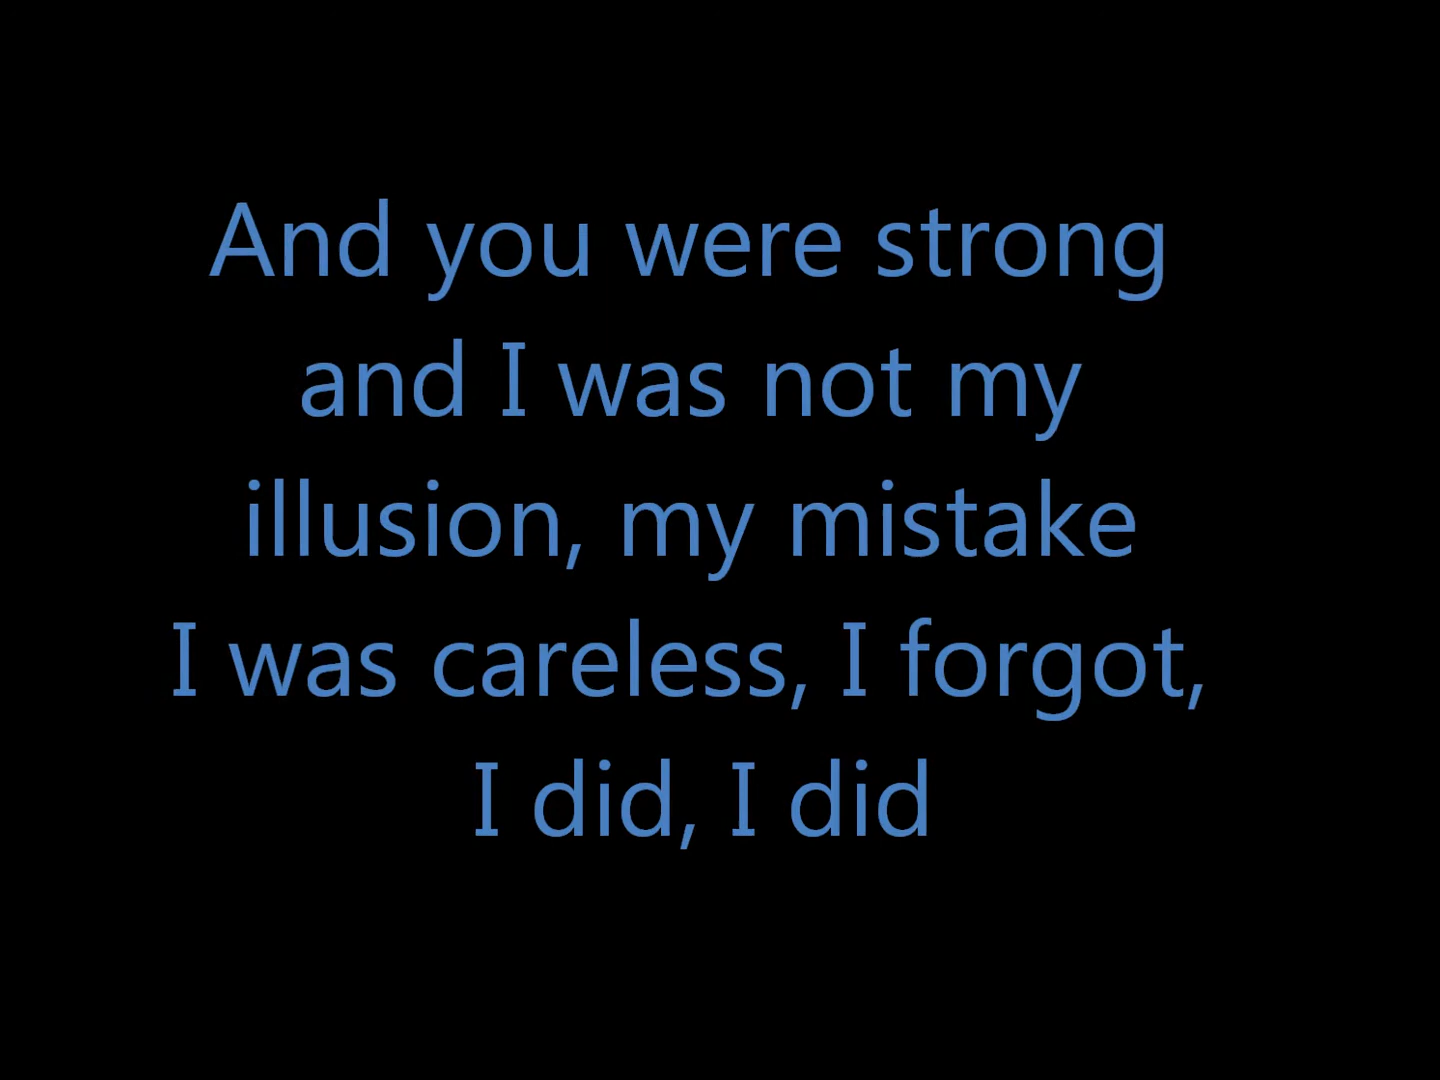 And you were strong
and I was not my
illusion, my mistake
I was careless, I forgot,
I did, I did